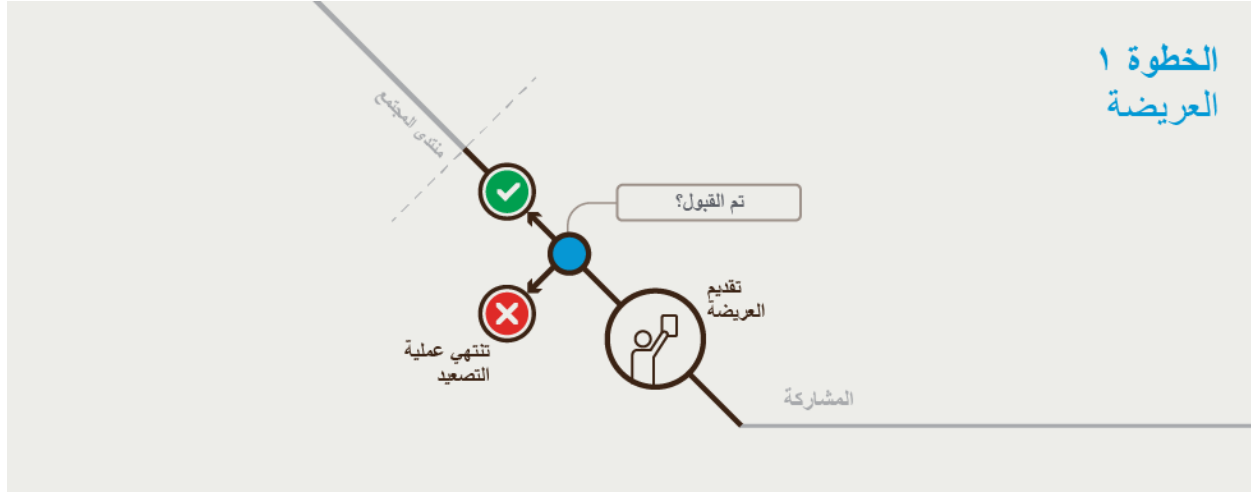 الخطوة ١
العريضة
منتدى المجتمع
تم القبول؟
تقديم
العريضة
تنتهي عملية
التصعيد
المشاركة